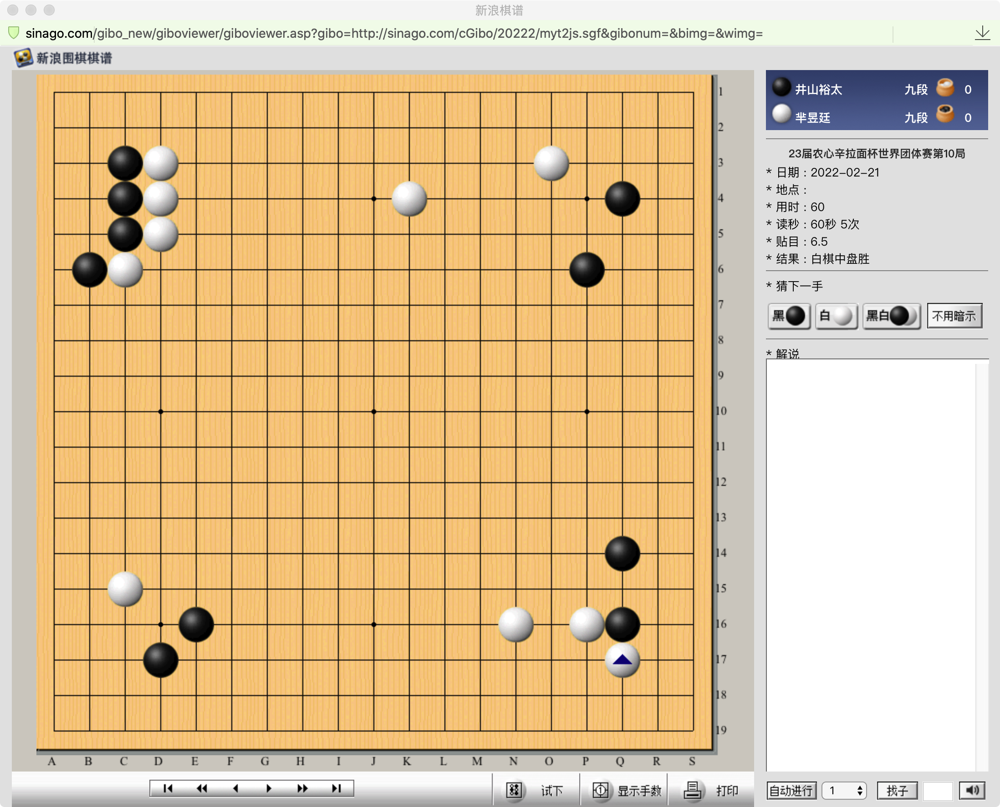 新浪棋谱
sinago.com/gibo_new/giboviewer/giboviewer.asp?gibo=http://sinago.com/cGibo/20222/myt2js.sgf&gibonum=&bimg=&wimg=
新浪围棋棋谱
1
2
3
4
5
6
7
8
9
10
11
12
13
14
15
16
17
18
19
A B C D E F G H I J K L M N O P Q R S
试下
显示手数
打印
井山裕太 九段 0
芈昱廷 九段 0
23届农心辛拉面杯世界团体赛第10局
* 日期：2022-02-21
* 地点：
* 用时：60
* 读秒：60秒 5次
* 贴目：6.5
* 结果：白棋中盘胜
* 猜下一手
黑 白 黑白 不用暗示
* 解说
自动进行 1 找子